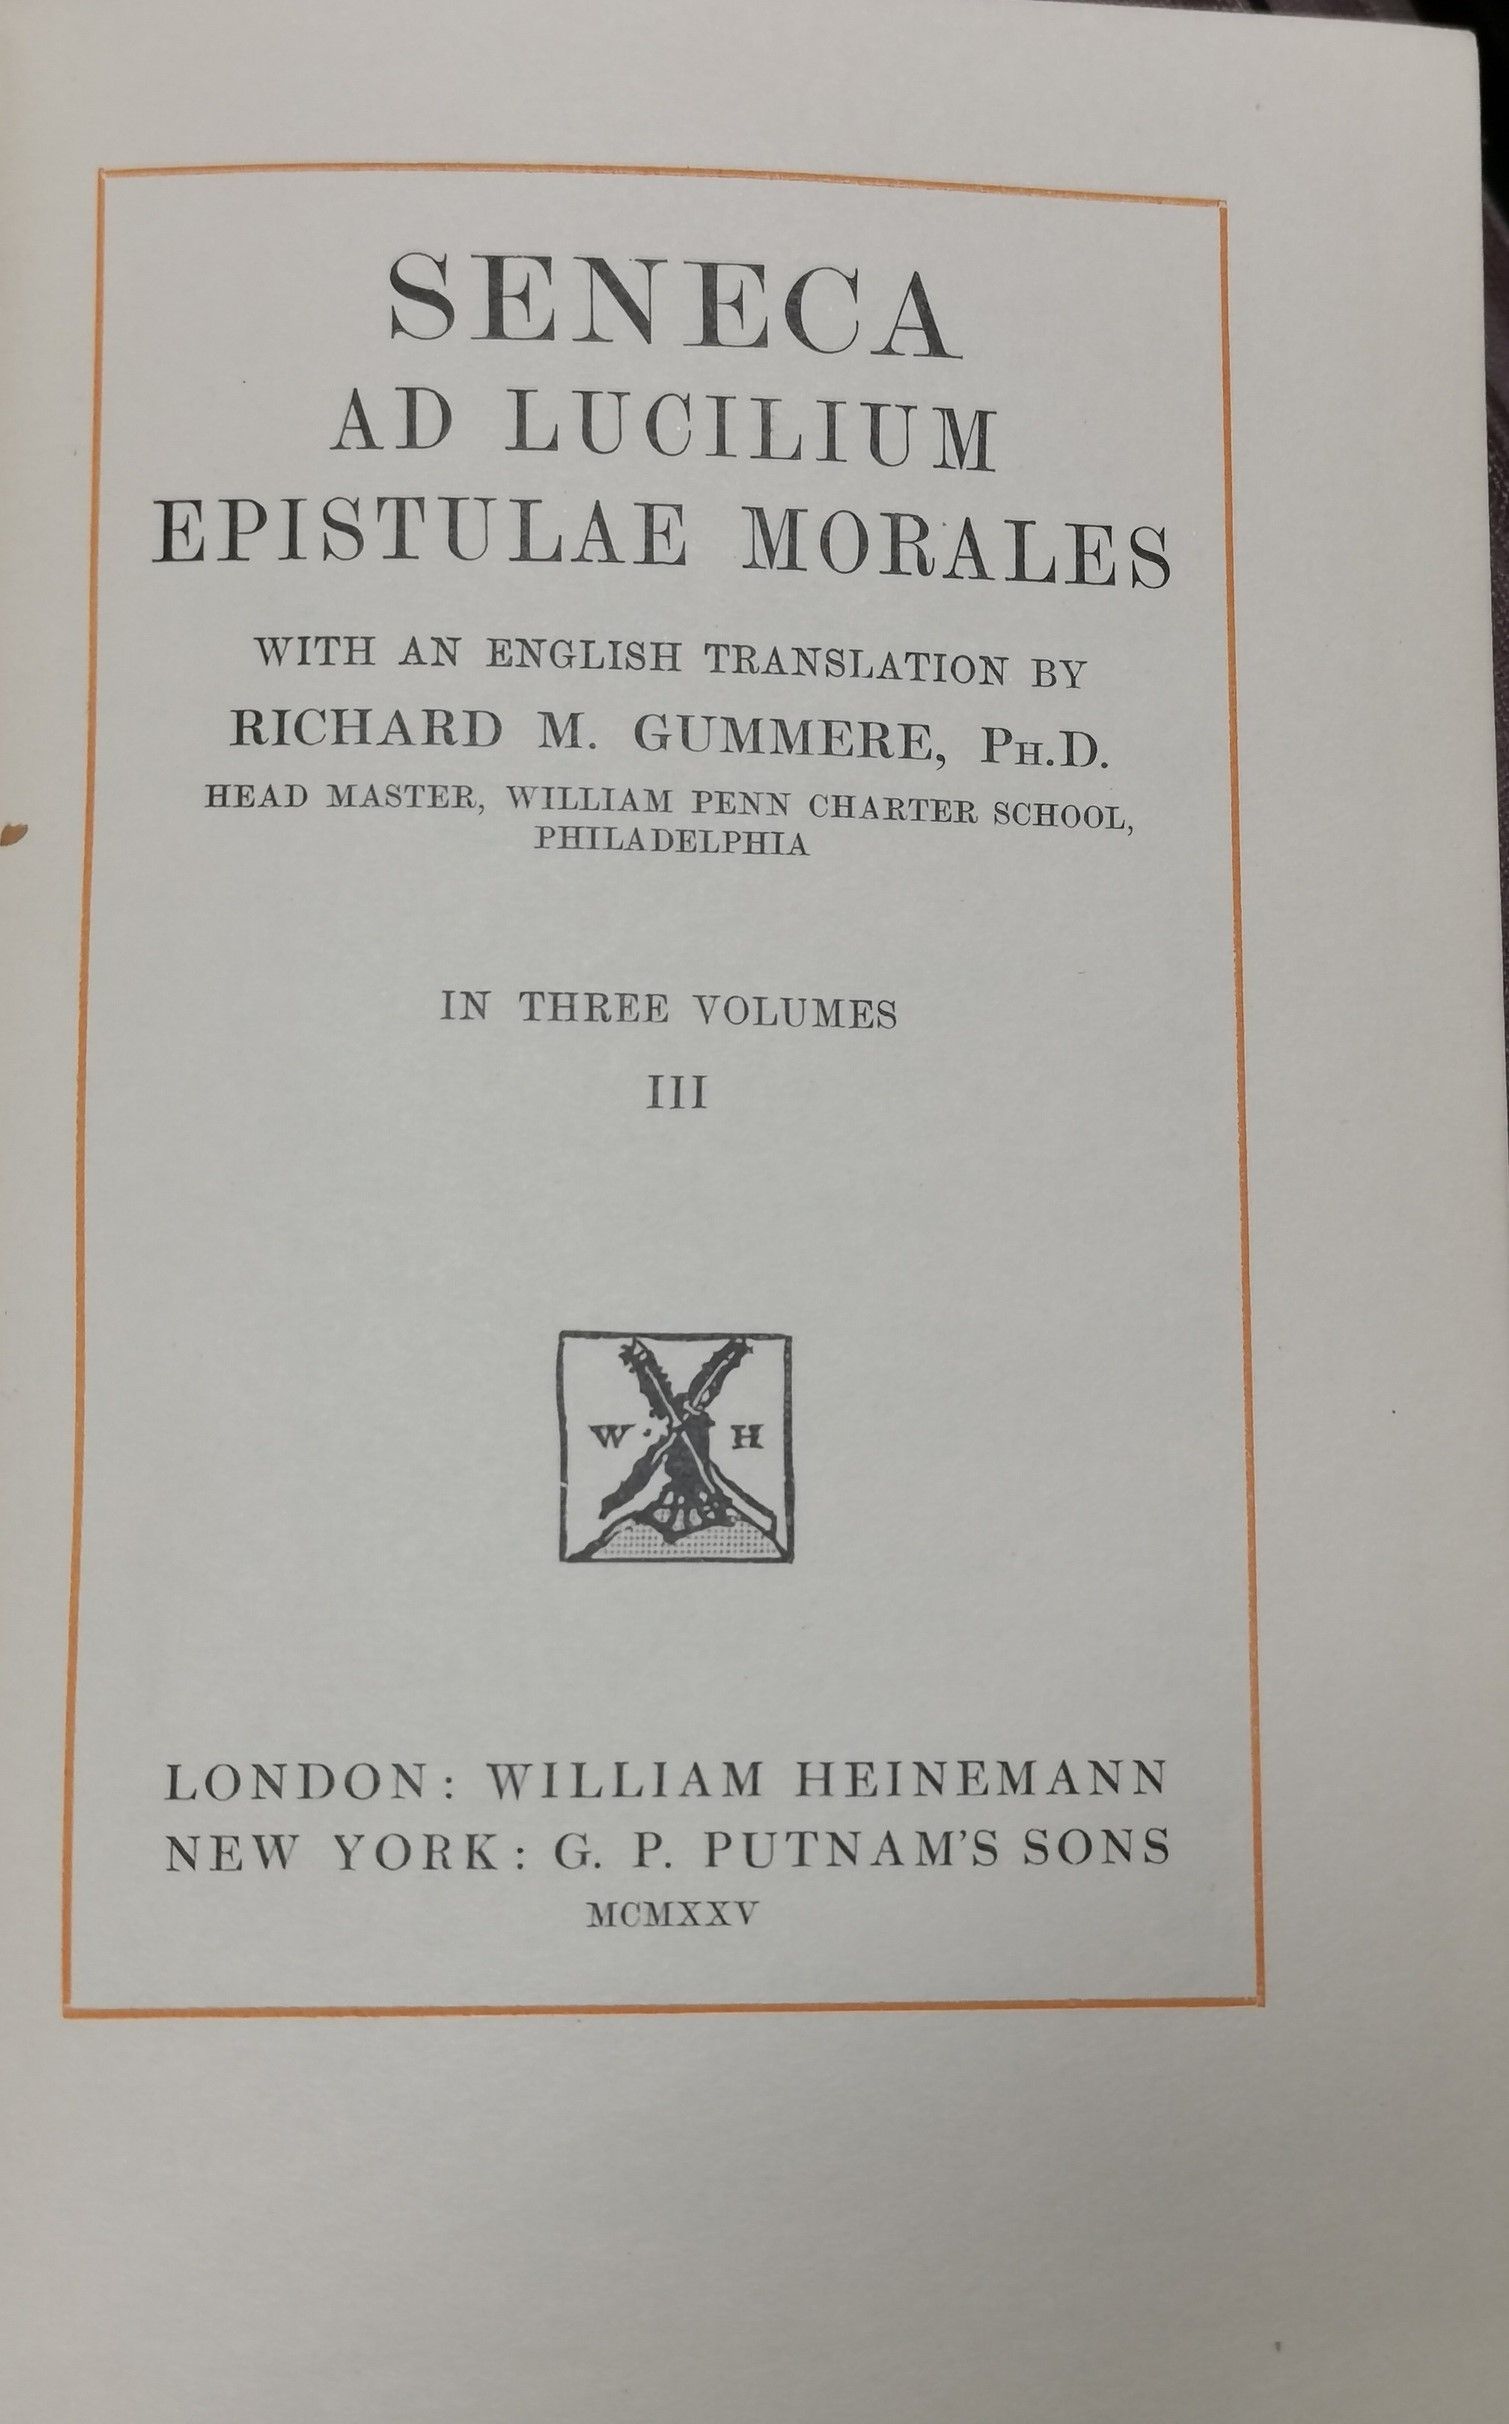 SENECA
AD LUCILIUM
EPISTULAE MORALES
WITH AN ENGLISH TRANSLATION BY
RICHARD M. GUMMERE, PH.D.
HEAD MASTER, WILLIAM PENN CHARTER SCHOOL,
PHILADELPHIA
IN THREE VOLUMES
III
W H
LONDON: WILLIAM HEINEMANN
NEW YORK: G. P. PUTNAM'S SONS
MCMXXV